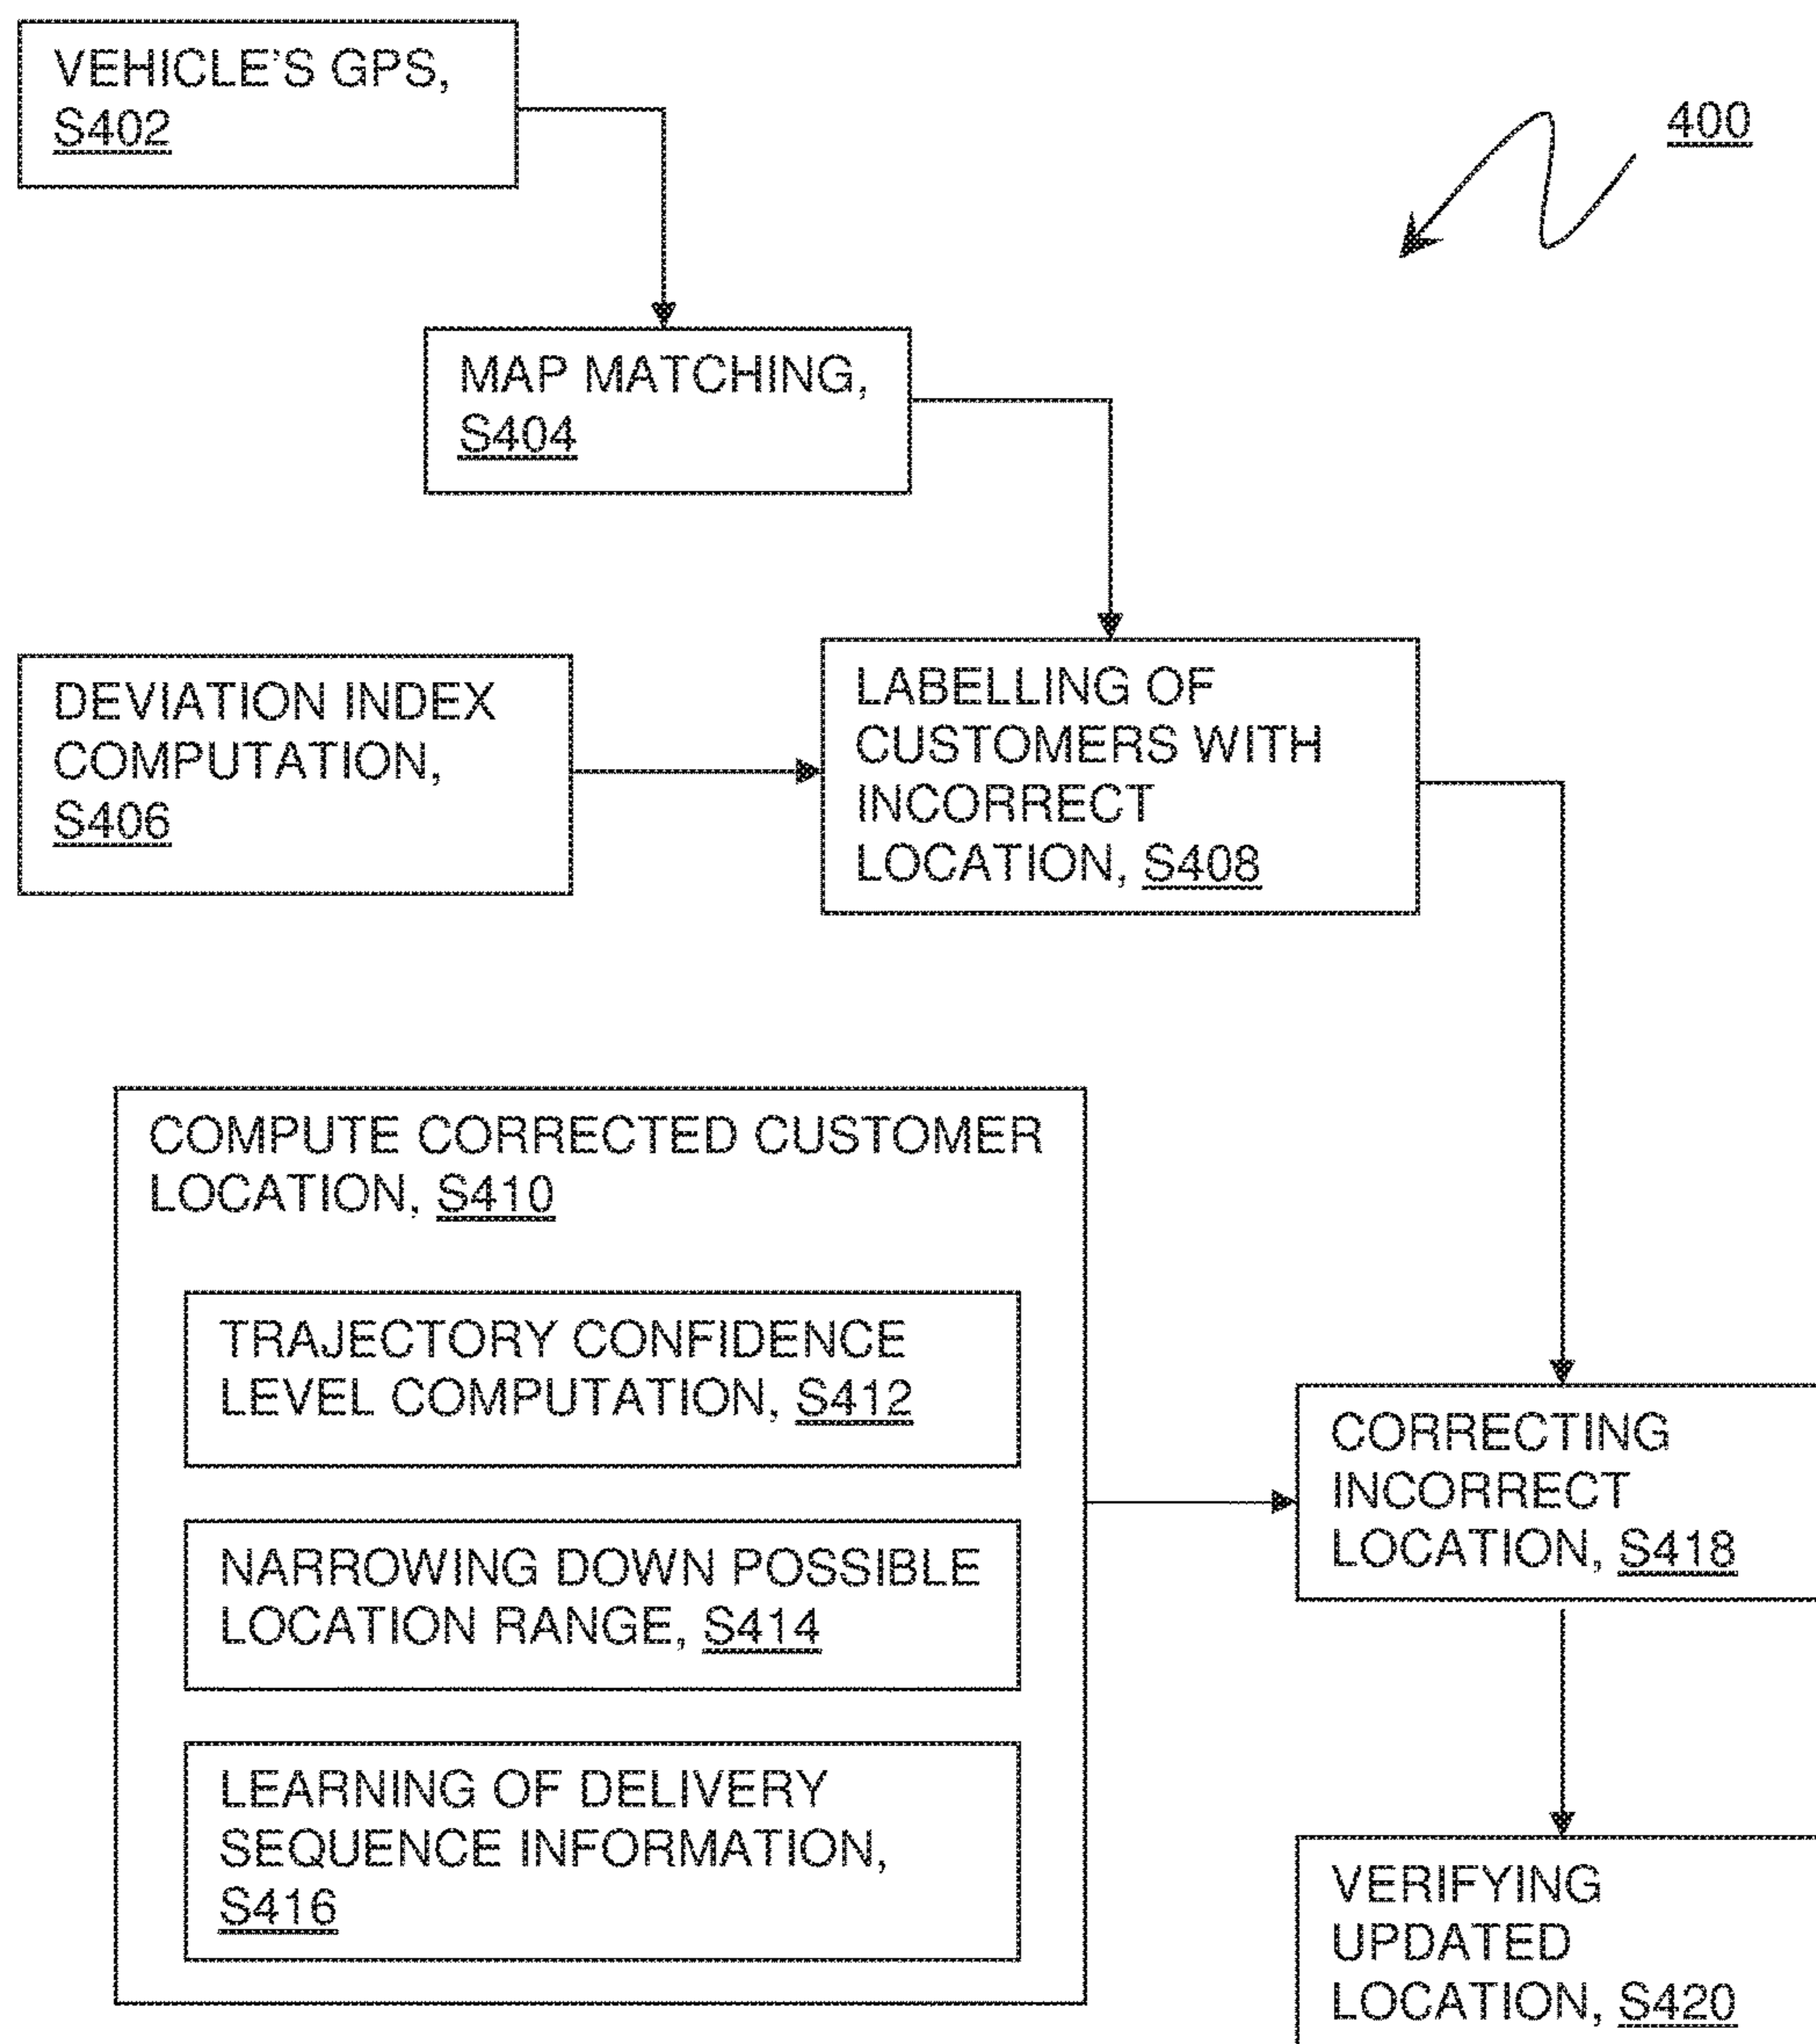 VEHICLE'S GPS,
S402
400
MAP MATCHING,
S404
DEVIATION INDEX
COMPUTATION,
S406
LABELLING OF
CUSTOMERS WITH
INCORRECT
LOCATION, S408
COMPUTE CORRECTED CUSTOMER
LOCATION, S410
TRAJECTORY CONFIDENCE
LEVEL COMPUTATION, S412
NARROWING DOWN POSSIBLE
LOCATION RANGE, S414
LEARNING OF DELIVERY
SEQUENCE INFORMATION,
S416
CORRECTING
INCORRECT
LOCATION, S418
VERIFYING
UPDATED
LOCATION, S420